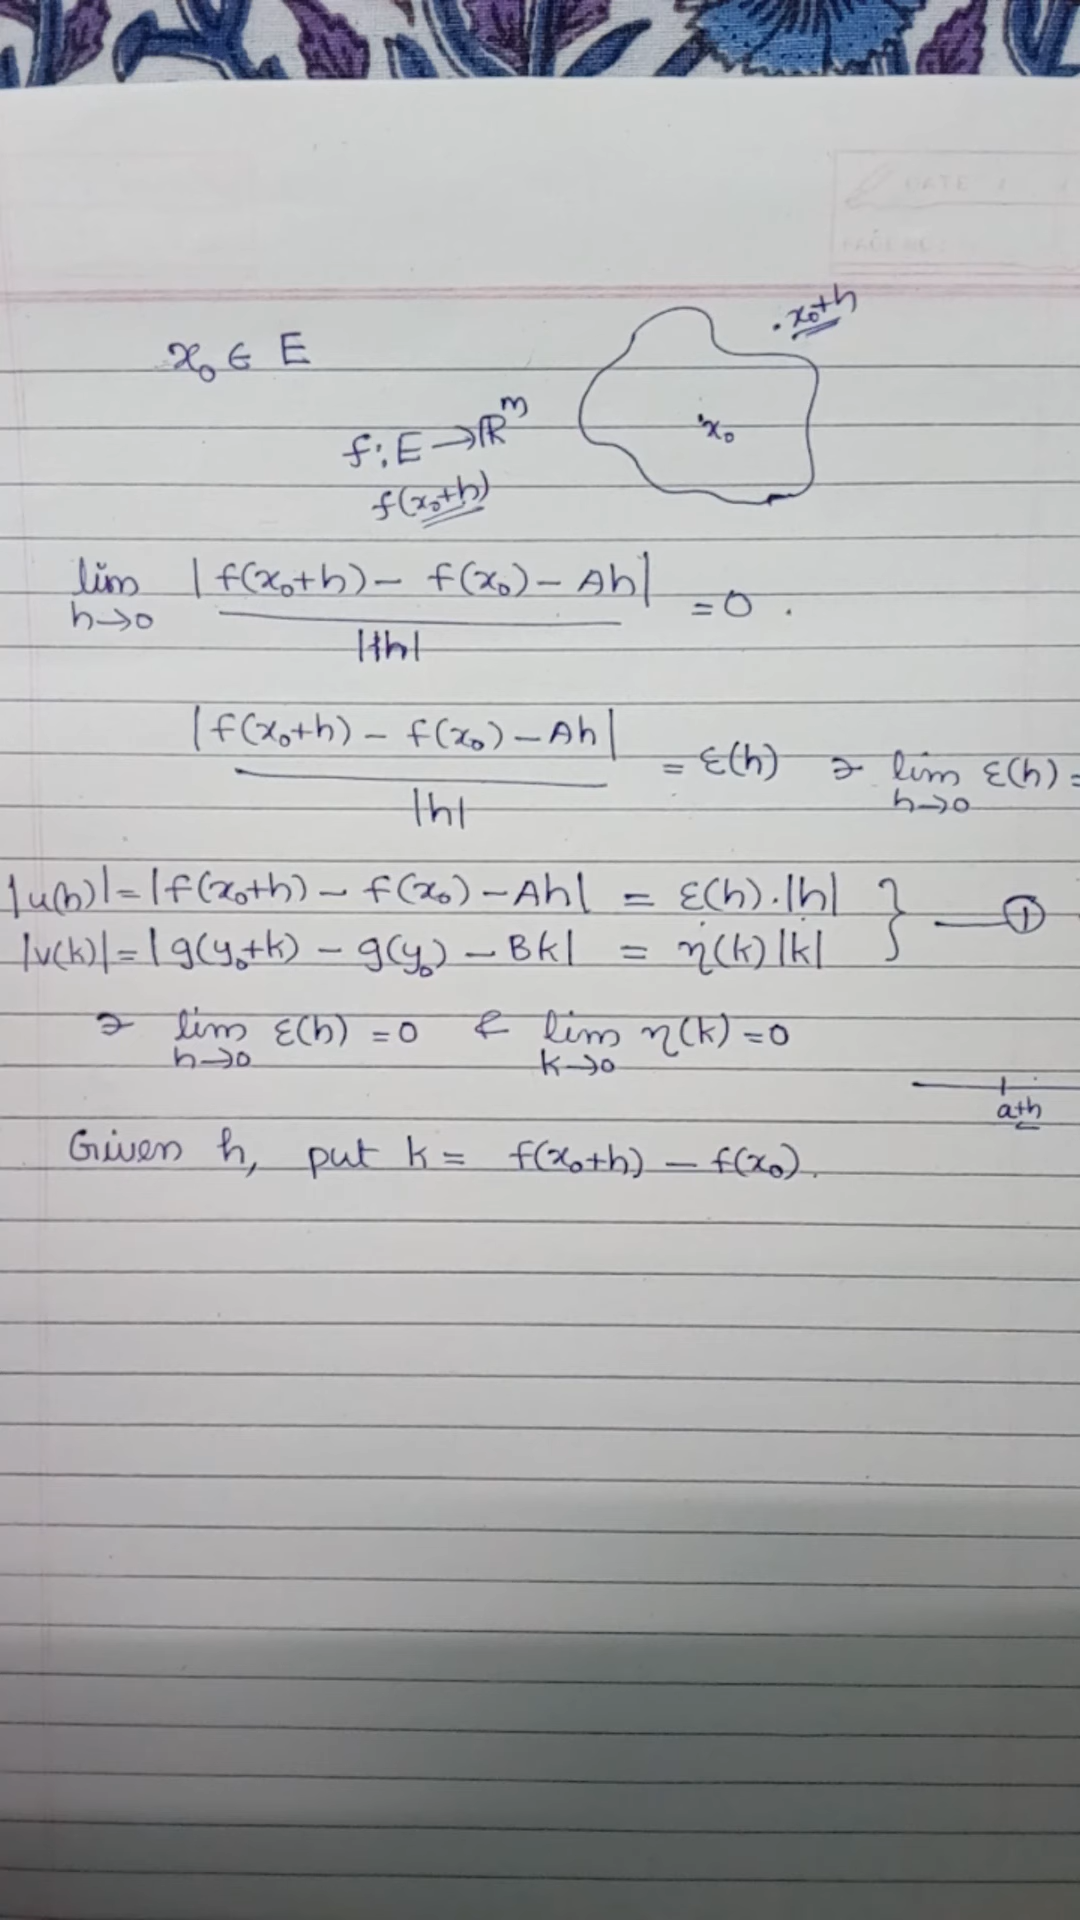 DATE
x₀ ∈ E
.x₀+h
f: E → ℝᵐ
.x₀
f(x₀+h)
lim h→0 |f(x₀+h) - f(x₀) - Ah| / |h| = 0 .
|f(x₀+h) - f(x₀) - Ah| / |h| = ε(h) ∋ lim h→0 ε(h) =
|u(h)| = |f(x₀+h) - f(x₀) - Ah| = ε(h).|h|
|v(k)| = |g(y₀+k) - g(y₀) - Bk| = η(k)|k| } — ①
∋ lim h→0 ε(h) = 0 & lim k→0 η(k) = 0
a+h
Given h, put k = f(x₀+h) - f(x₀).